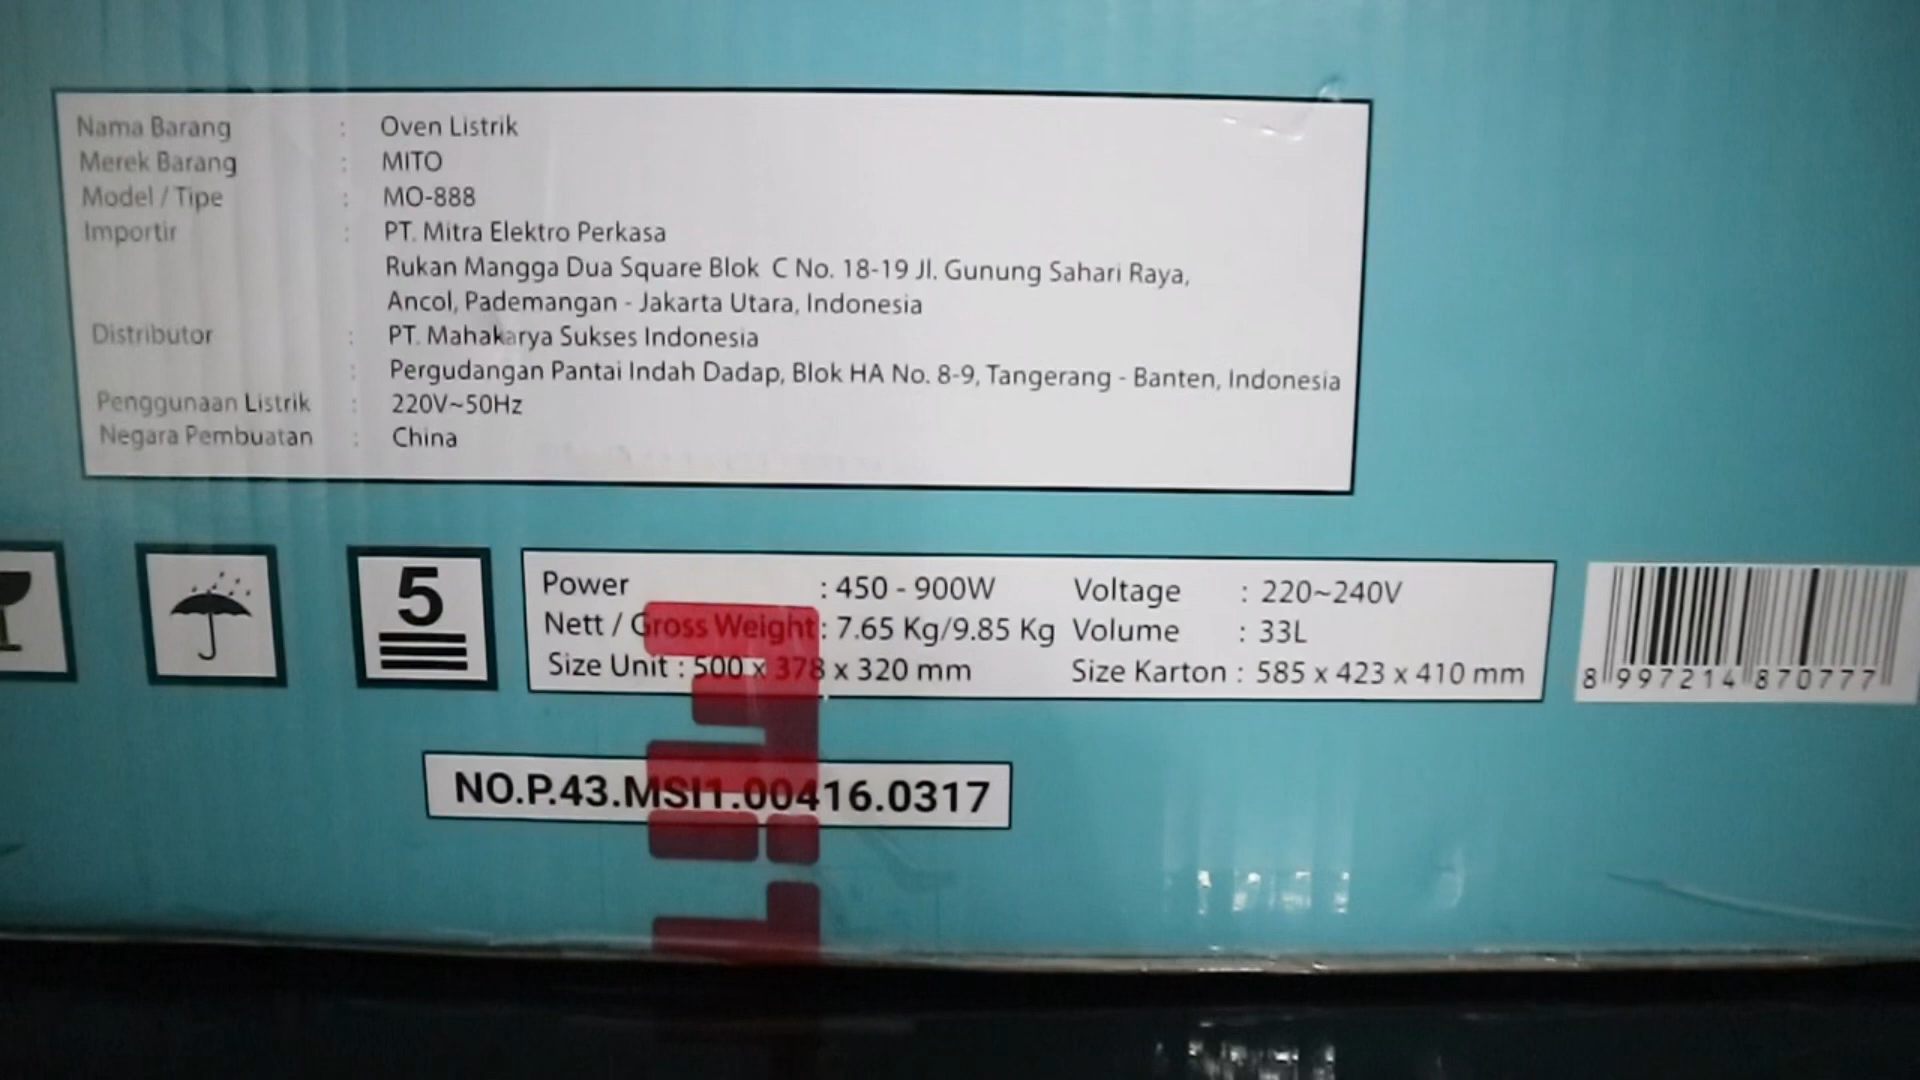 Nama Barang : Oven Listrik
Merek Barang : MITO
Model / Tipe : MO-888
Importir : PT. Mitra Elektro Perkasa
Rukan Mangga Dua Square Blok C No. 18-19 Jl. Gunung Sahari Raya,
Ancol, Pademangan - Jakarta Utara, Indonesia
Distributor : PT. Mahakarya Sukses Indonesia
: Pergudangan Pantai Indah Dadap, Blok HA No. 8-9, Tangerang - Banten, Indonesia
Penggunaan Listrik : 220V~50Hz
Negara Pembuatan : China
5
Power : 450 - 900W Voltage : 220~240V
Nett / Gross Weight : 7.65 Kg/9.85 Kg Volume : 33L
Size Unit : 500 x 378 x 320 mm Size Karton : 585 x 423 x 410 mm
8 997214 870777
NO.P.43.MSI1.00416.0317